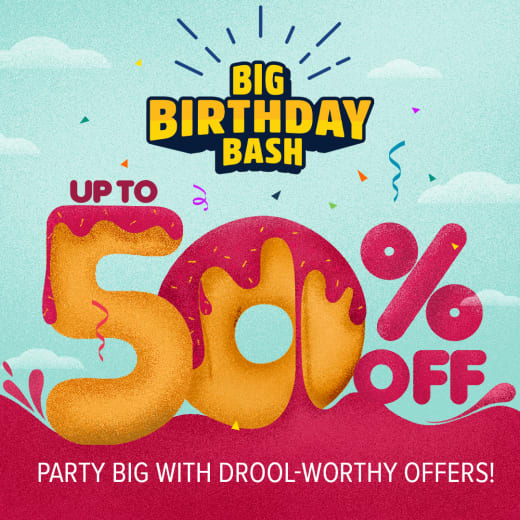 BIG
BIRTHDAY
BASH
UP TO
50% OFF
PARTY BIG WITH DROOL-WORTHY OFFERS!